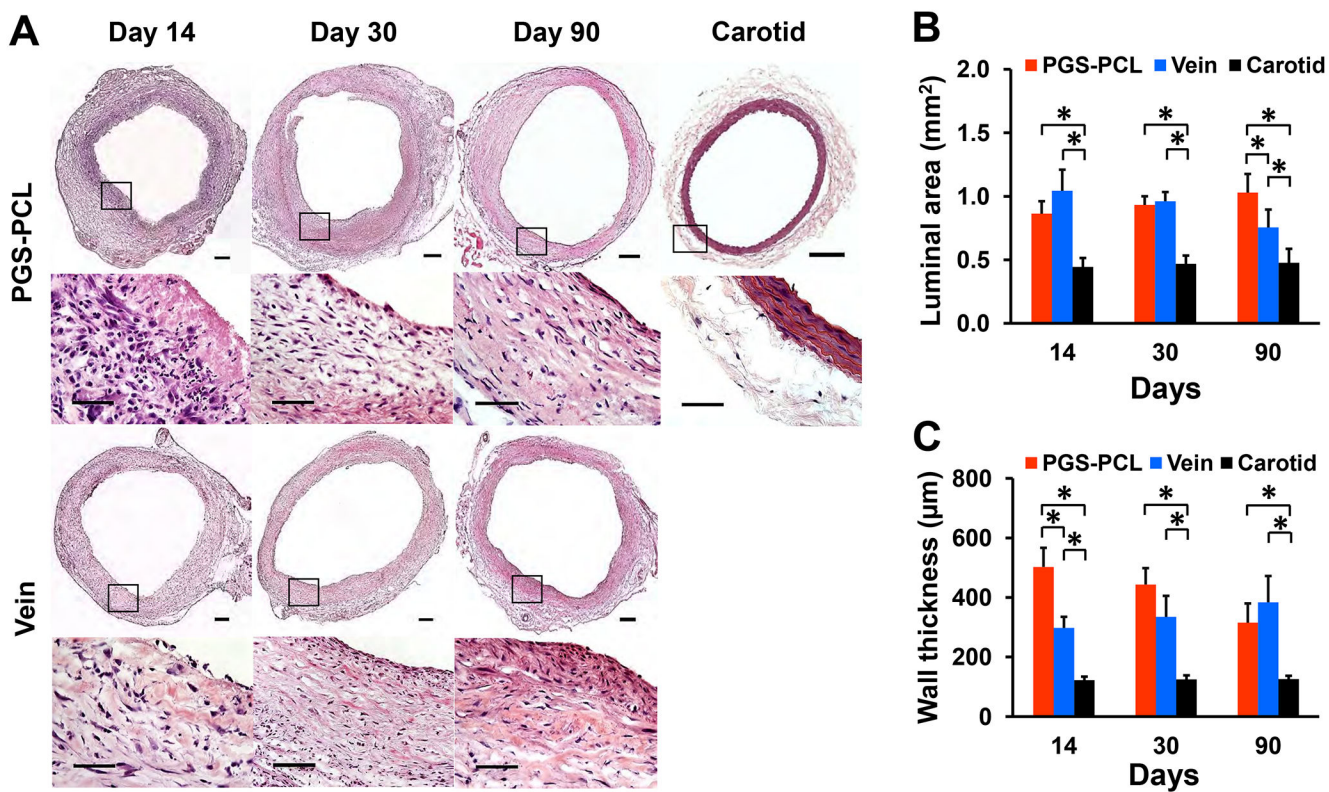 A
Day 14
Day 30
Day 90
Carotid
PGS-PCL
Vein
B
PGS-PCL
Vein
Carotid
Luminal area (mm²)
2.0
1.5
1.0
0.5
0.0
* * * * * * *
14
30
90
Days
C
PGS-PCL
Vein
Carotid
Wall thickness (µm)
800
600
400
200
0
* * * * * * *
14
30
90
Days